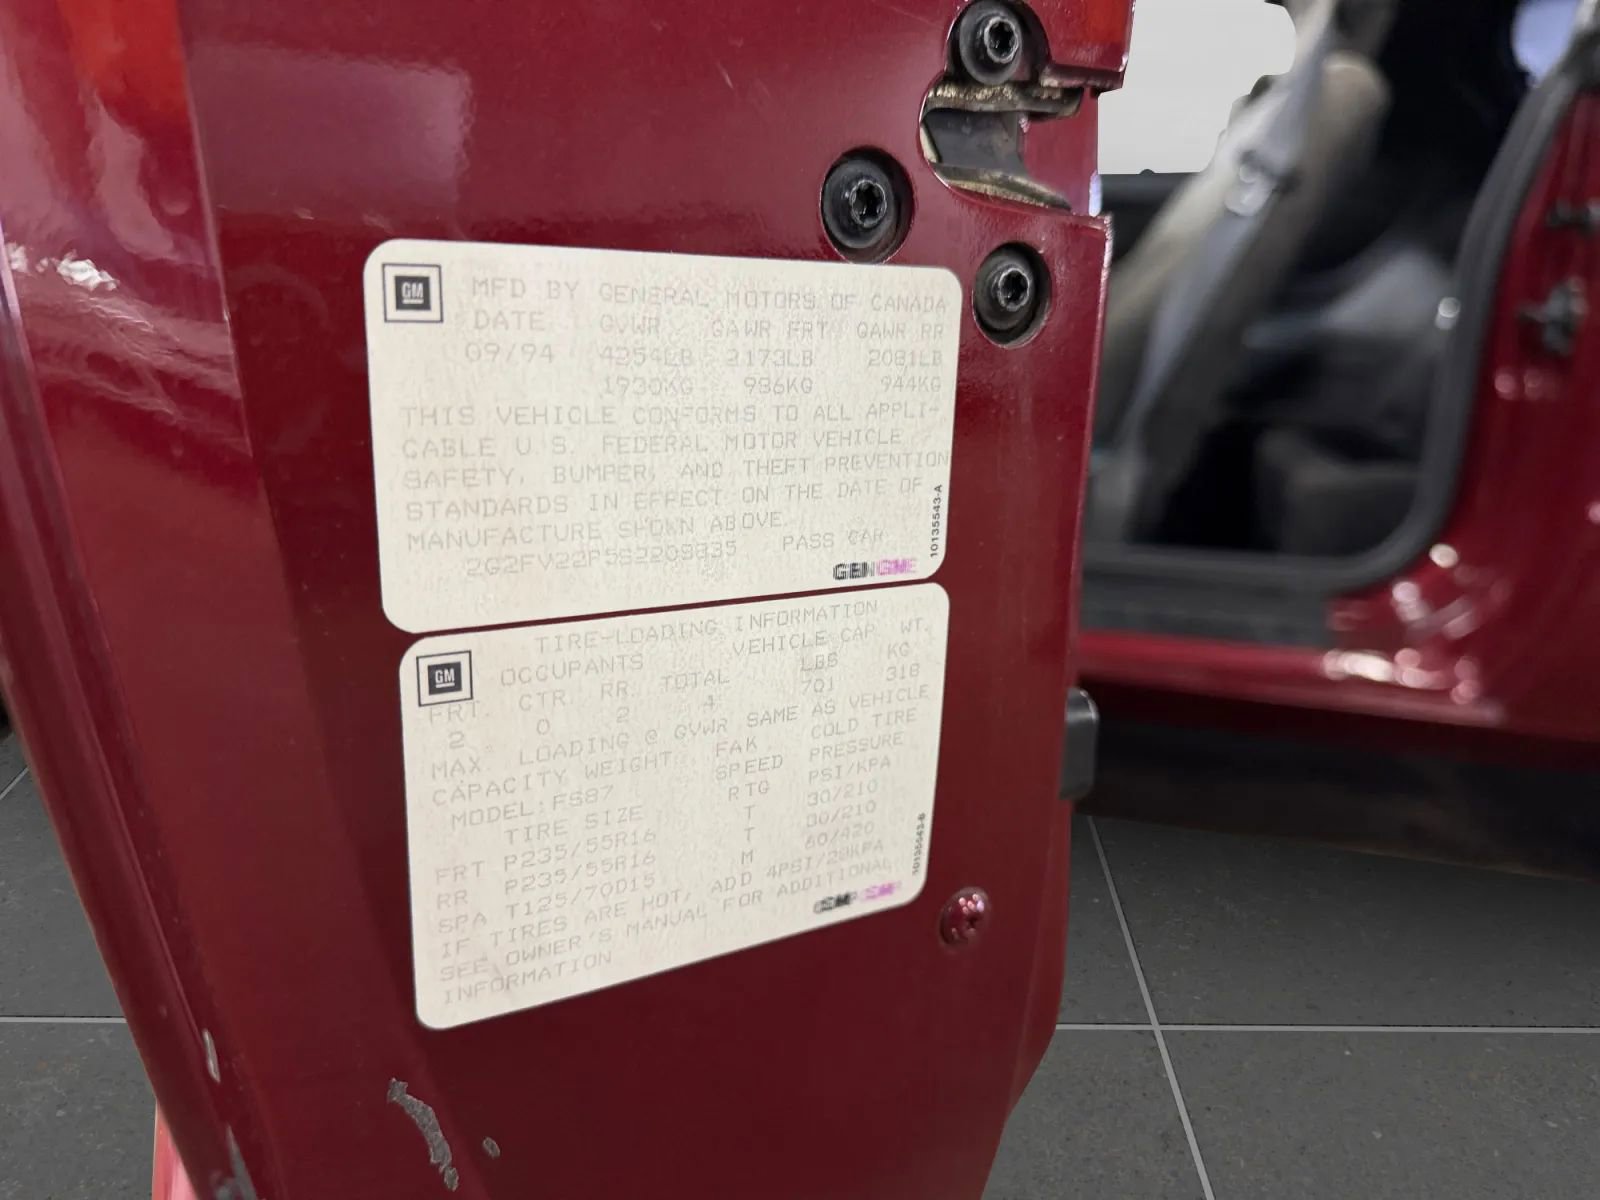 GM
MFD BY GENERAL MOTORS OF CANADA
DATE GVWR GAWR FRT GAWR RR
09/94 4254LB 2173LB 2081LB
1930KG 986KG 944KG
THIS VEHICLE CONFORMS TO ALL APPLI-
CABLE U.S. FEDERAL MOTOR VEHICLE
SAFETY, BUMPER, AND THEFT PREVENTION
STANDARDS IN EFFECT ON THE DATE OF
MANUFACTURE SHOWN ABOVE.
PASS CAR
10135543-A
GM
TIRE-LOADING INFORMATION
OCCUPANTS VEHICLE CAP. WT.
FRT. CTR. RR. TOTAL LBS KG
2 0 2 4 701 318
MAX. LOADING @ GVWR SAME AS VEHICLE
CAPACITY WEIGHT FAK COLD TIRE
MODEL:FS87 SPEED PRESSURE
TIRE SIZE RTG PSI/KPA
FRT P235/55R16 T 30/210
RR P235/55R16 T 30/210
SPA T125/70D15 M 60/420
IF TIRES ARE HOT, ADD 4PSI/28KPA
SEE OWNER'S MANUAL FOR ADDITIONAL
INFORMATION
10135543-B